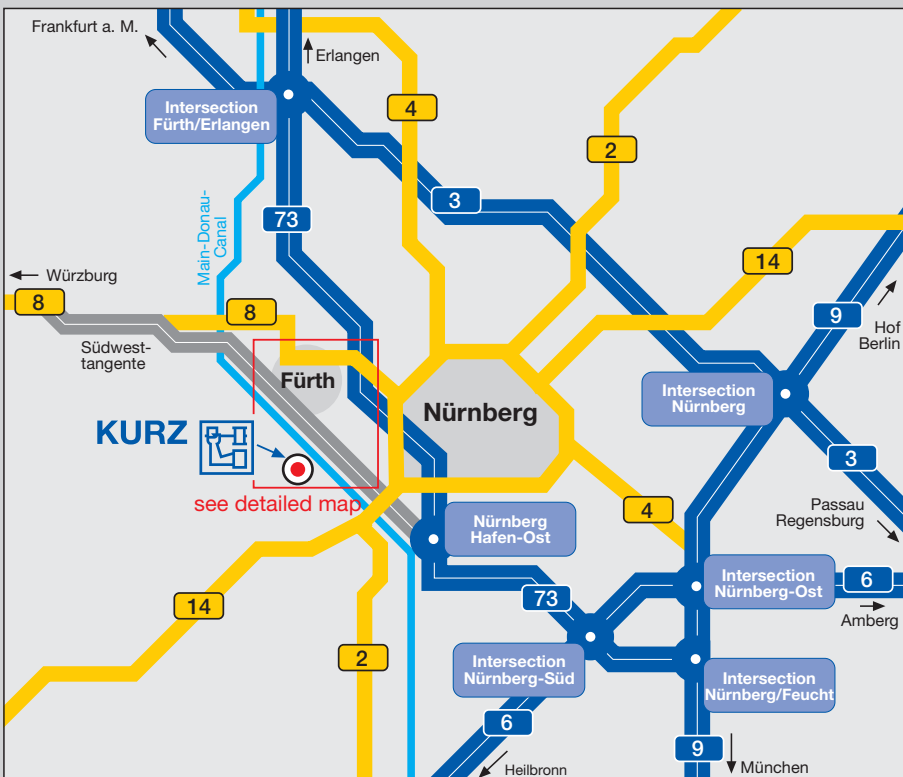 Frankfurt a. M.
Erlangen
Intersection
Fürth/Erlangen
4
2
3
73
Main-Donau-
Canal
14
Würzburg
8
8
9
Hof
Berlin
Südwest-
tangente
Fürth
Nürnberg
Intersection
Nürnberg
KURZ
see detailed map
3
Passau
Regensburg
4
Nürnberg
Hafen-Ost
Intersection
Nürnberg-Ost
6
Amberg
73
14
2
Intersection
Nürnberg-Süd
Intersection
Nürnberg/Feucht
6
9
Heilbronn
München